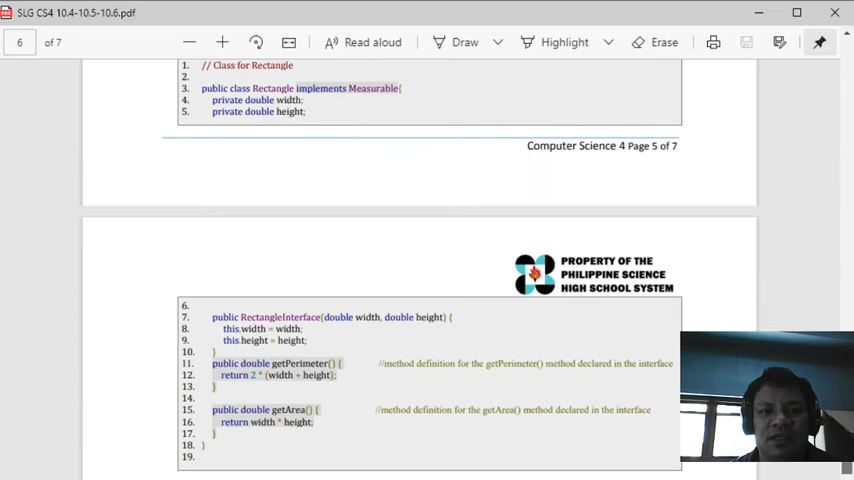 SLG CS4 10.4-10.5-10.6.pdf
6 of 7 Read aloud Draw Highlight Erase
1. // Class for Rectangle
2.
3. public class Rectangle implements Measurable{
4. private double width;
5. private double height;
Computer Science 4 Page 5 of 7
PROPERTY OF THE
PHILIPPINE SCIENCE
HIGH SCHOOL SYSTEM
6.
7. public RectangleInterface(double width, double height) {
8. this.width = width;
9. this.height = height;
10. }
11. public double getPerimeter() { //method definition for the getPerimeter() method declared in the interface
12. return 2 * (width + height);
13. }
14.
15. public double getArea() { //method definition for the getArea() method declared in the interface
16. return width * height;
17. }
18. }
19.